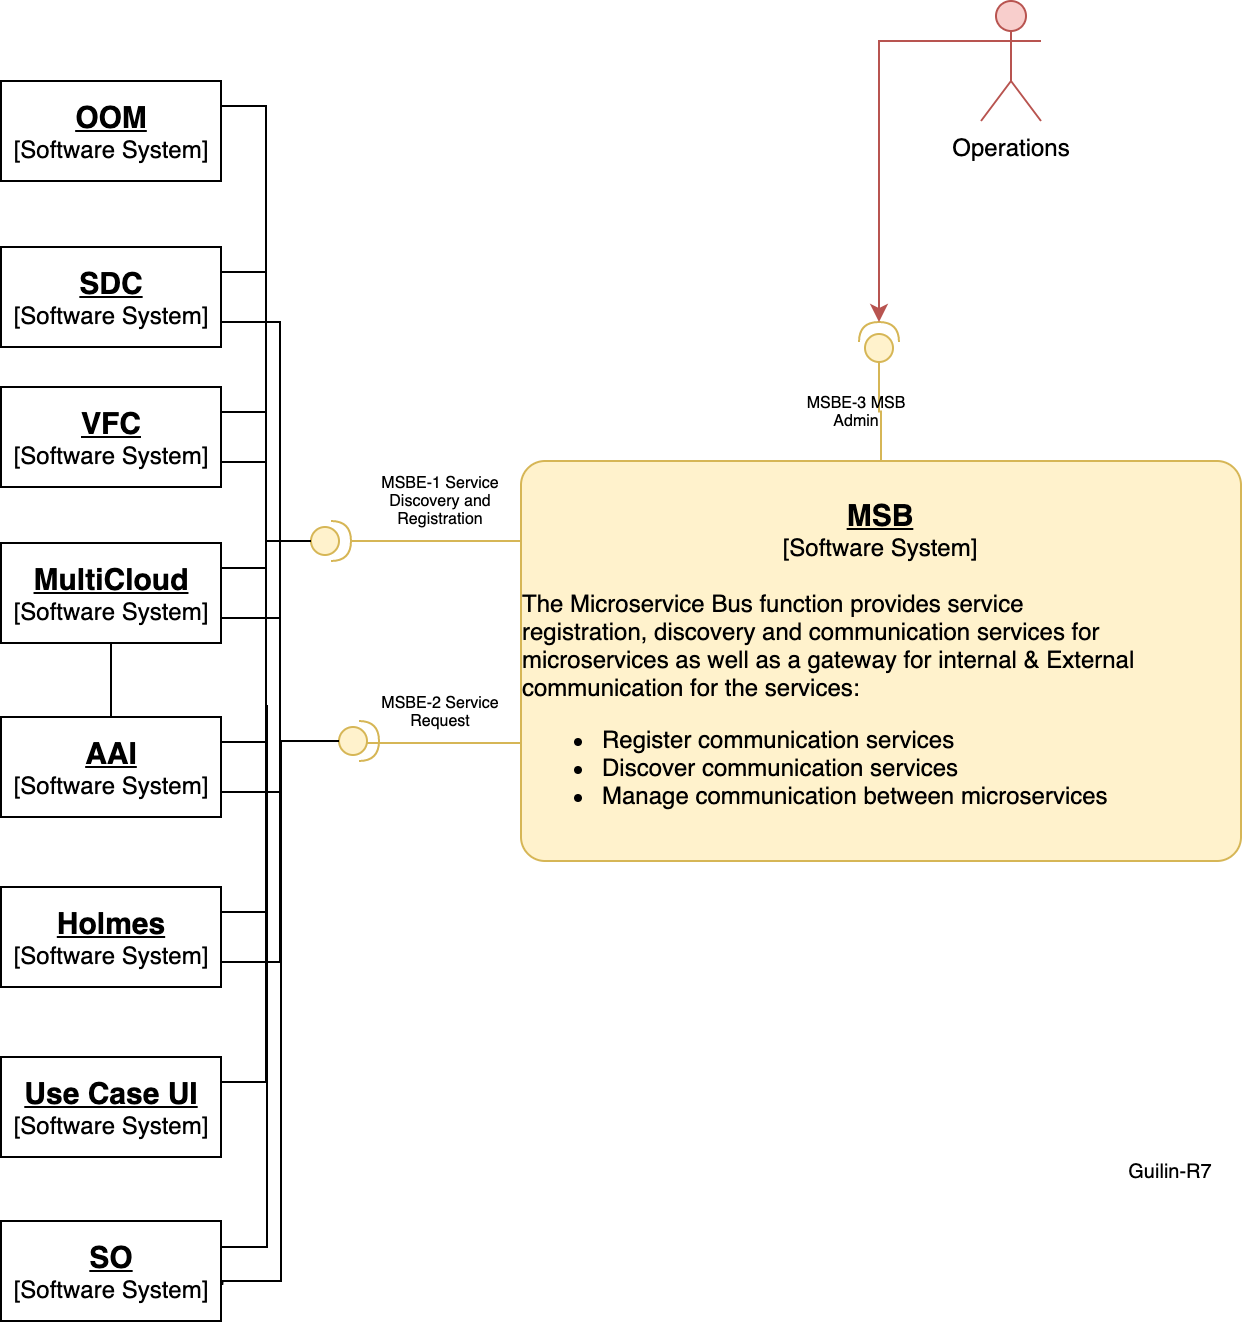 Operations
OOM
[Software System]
SDC
[Software System]
VFC
[Software System]
MultiCloud
[Software System]
AAI
[Software System]
Holmes
[Software System]
Use Case UI
[Software System]
SO
[Software System]
MSBE-1 Service
Discovery and
Registration
MSBE-2 Service
Request
MSBE-3 MSB
Admin
MSB
[Software System]
The Microservice Bus function provides service
registration, discovery and communication services for
microservices as well as a gateway for internal & External
communication for the services:
• Register communication services
• Discover communication services
• Manage communication between microservices
Guilin-R7